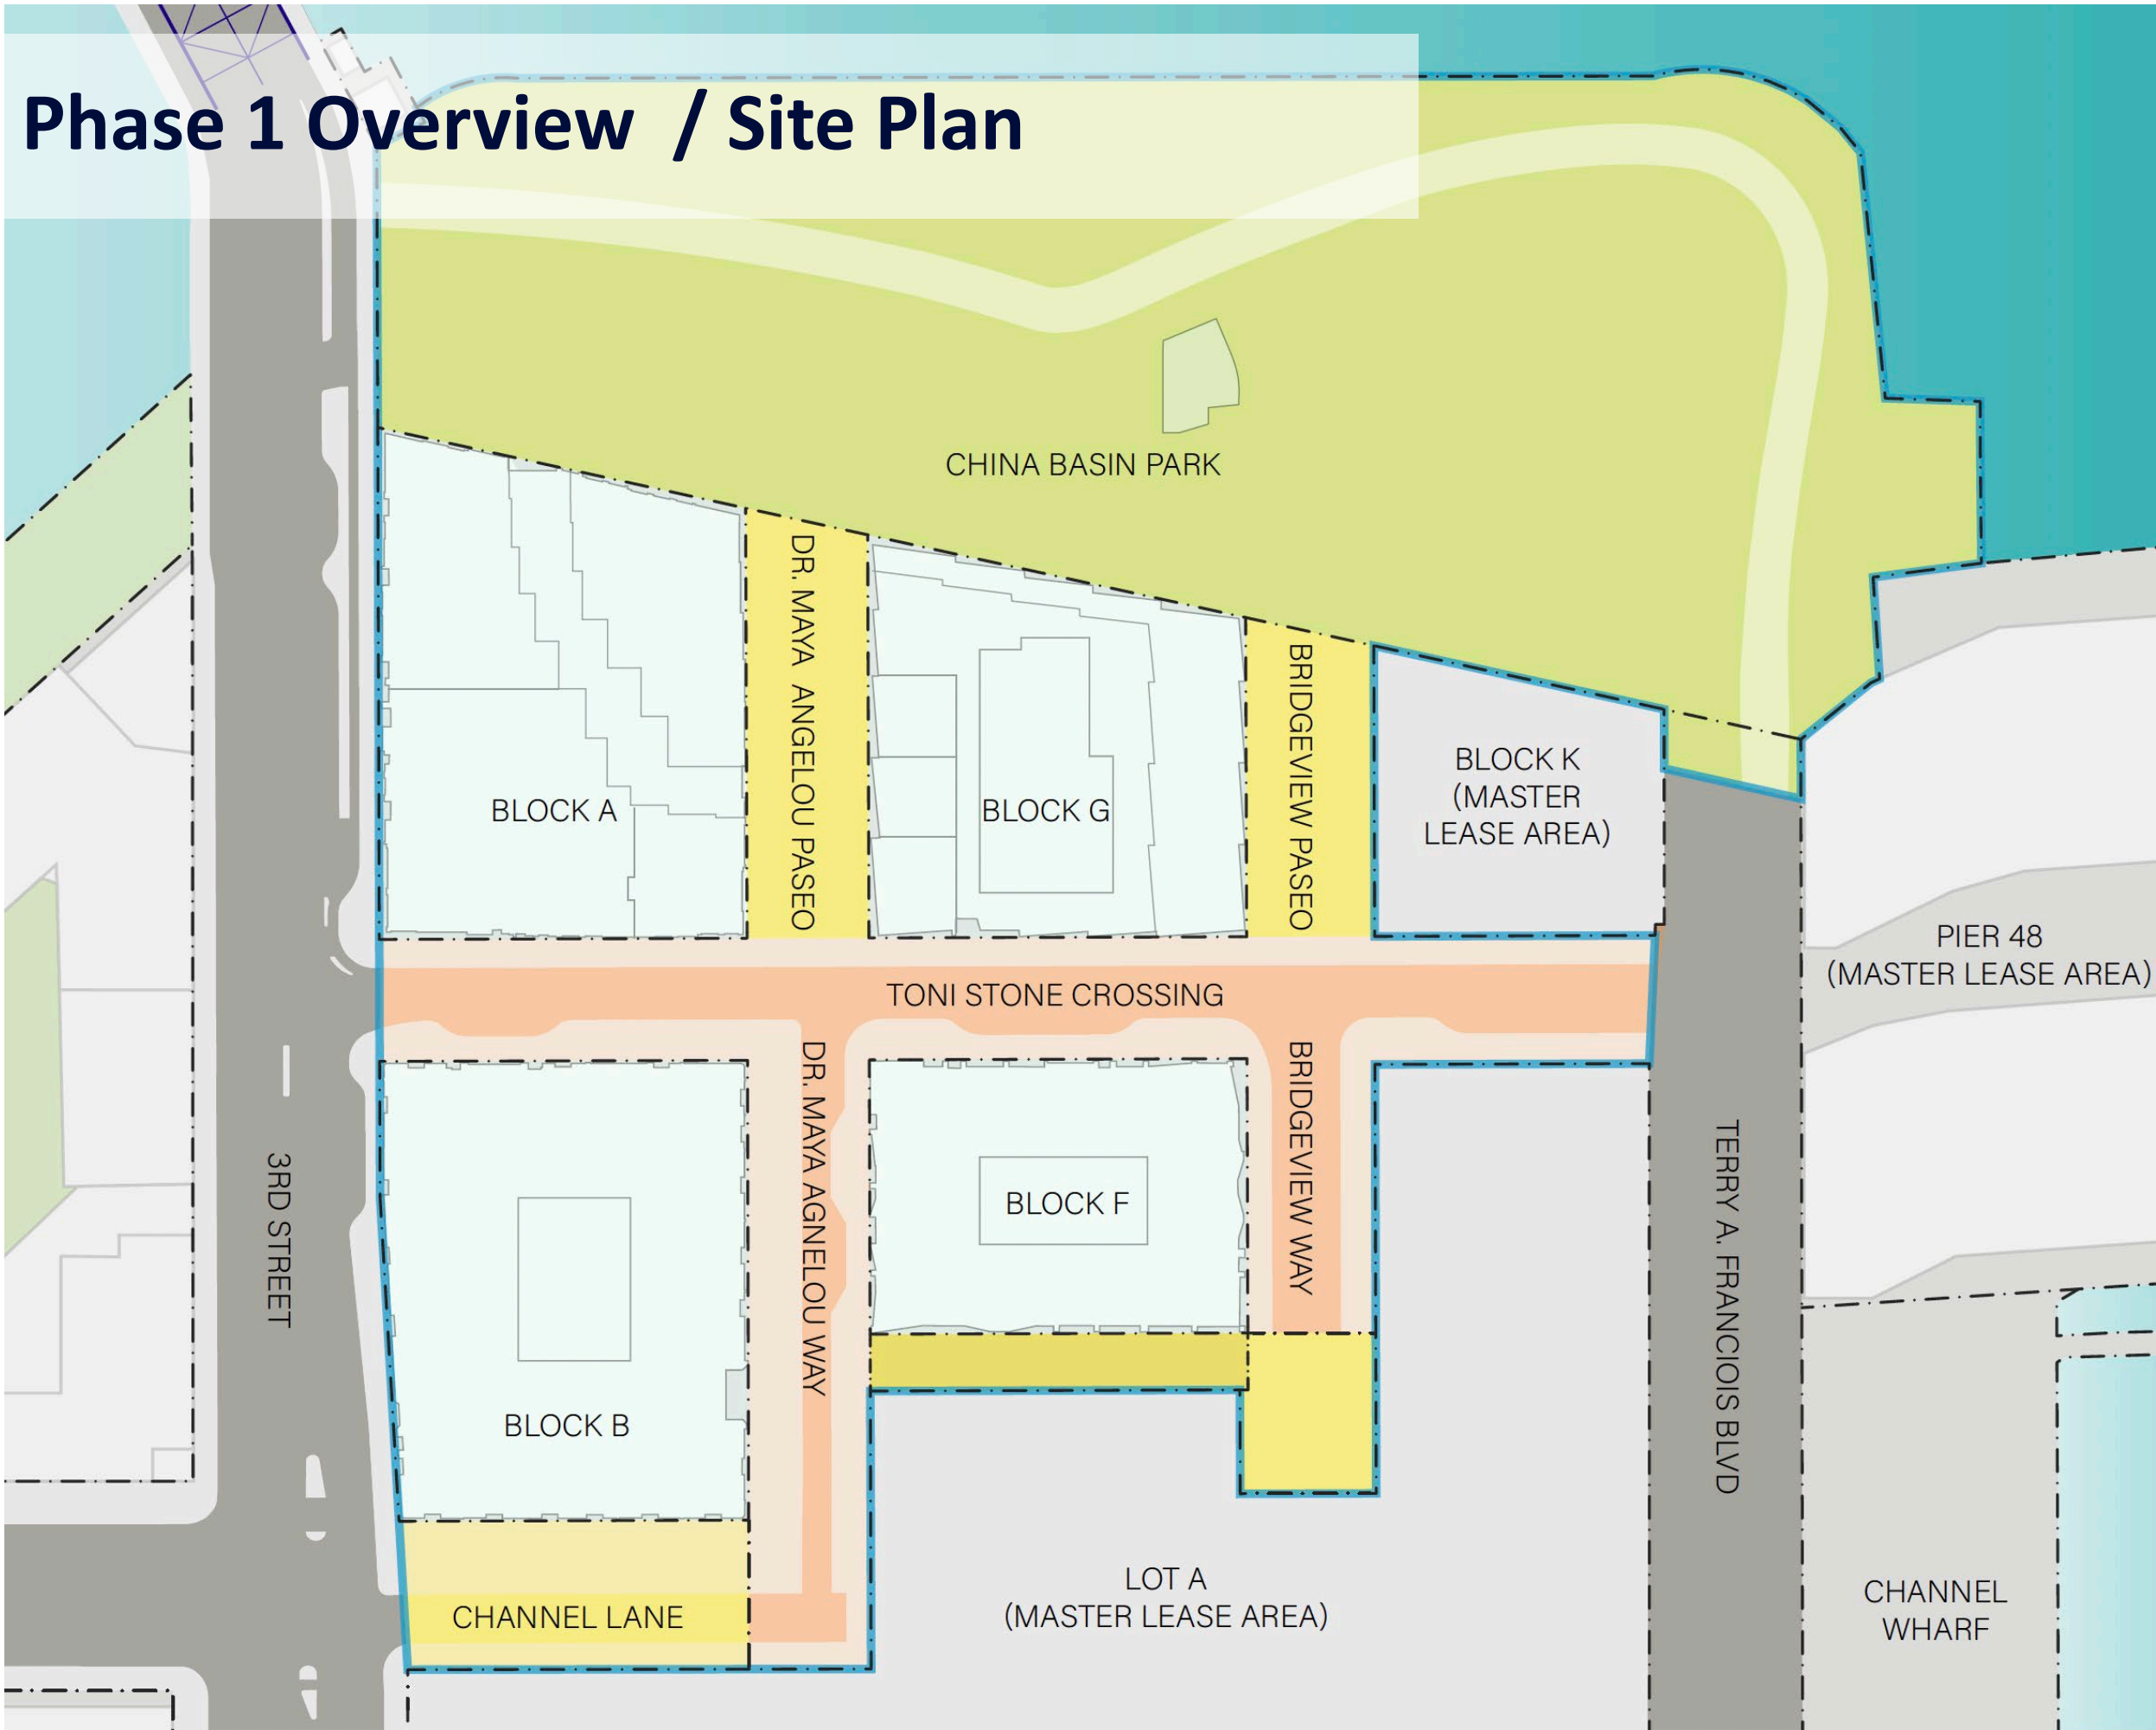 Phase 1 Overview / Site Plan
CHINA BASIN PARK
DR. MAYA ANGELOU PASEO
BRIDGEVIEW PASEO
BLOCK K
(MASTER
LEASE AREA)
BLOCK A
BLOCK G
PIER 48
(MASTER LEASE AREA)
TONI STONE CROSSING
3RD STREET
DR. MAYA AGNELOU WAY
BRIDGEVIEW WAY
TERRY A. FRANCIOIS BLVD
BLOCK F
BLOCK B
LOT A
(MASTER LEASE AREA)
CHANNEL
WHARF
CHANNEL LANE